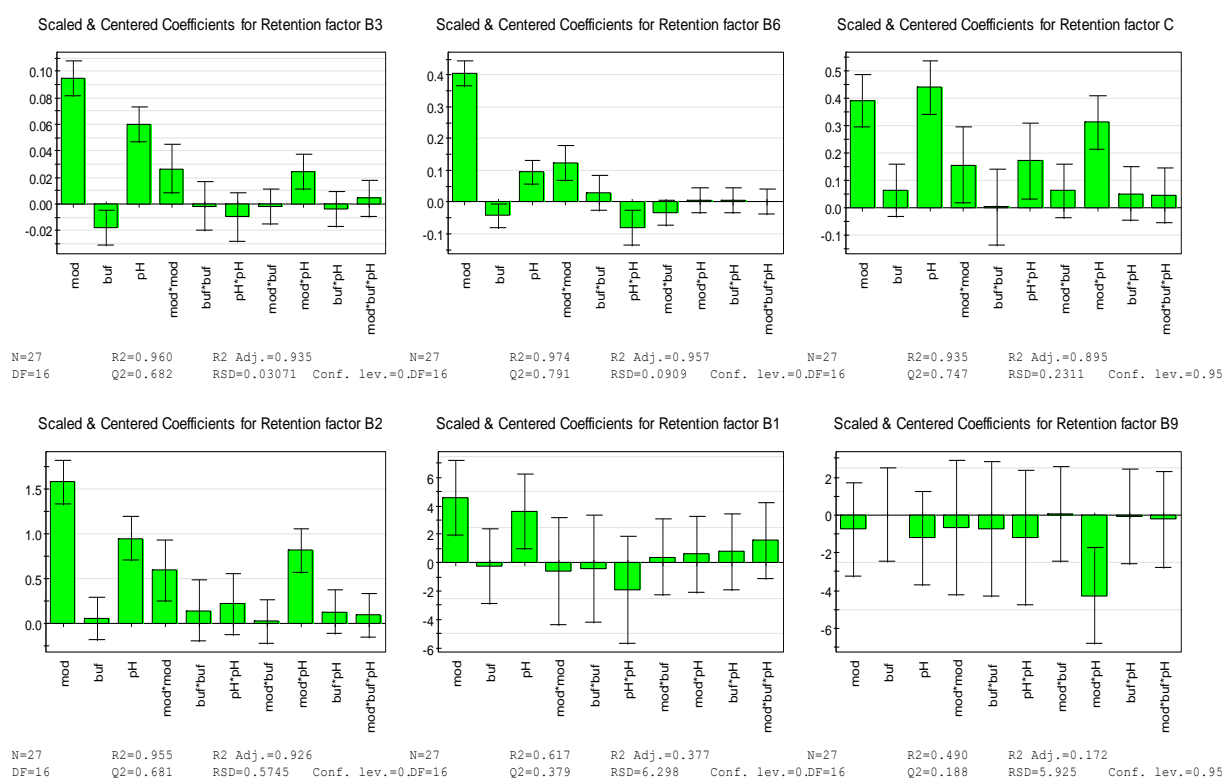 Scaled & Centered Coefficients for Retention factor B3
0.10
0.08
0.06
0.04
0.02
0.00
-0.02
mod
buf
pH
mod*mod
buf*buf
pH*pH
mod*buf
mod*pH
buf*pH
mod*buf*pH
N=27 R2=0.960 R2 Adj.=0.935
DF=16 Q2=0.682 RSD=0.03071 Conf. lev.=0.
Scaled & Centered Coefficients for Retention factor B6
0.4
0.3
0.2
0.1
0.0
-0.1
mod
buf
pH
mod*mod
buf*buf
pH*pH
mod*buf
mod*pH
buf*pH
mod*buf*pH
N=27 R2=0.974 R2 Adj.=0.957
DF=16 Q2=0.791 RSD=0.0909 Conf. lev.=0.
Scaled & Centered Coefficients for Retention factor C
0.5
0.4
0.3
0.2
0.1
0.0
-0.1
mod
buf
pH
mod*mod
buf*buf
pH*pH
mod*buf
mod*pH
buf*pH
mod*buf*pH
N=27 R2=0.935 R2 Adj.=0.895
DF=16 Q2=0.747 RSD=0.2311 Conf. lev.=0.95
Scaled & Centered Coefficients for Retention factor B2
1.5
1.0
0.5
0.0
mod
buf
pH
mod*mod
buf*buf
pH*pH
mod*buf
mod*pH
buf*pH
mod*buf*pH
N=27 R2=0.955 R2 Adj.=0.926
DF=16 Q2=0.681 RSD=0.5745 Conf. lev.=0.
Scaled & Centered Coefficients for Retention factor B1
6
4
2
0
-2
-4
-6
mod
buf
pH
mod*mod
buf*buf
pH*pH
mod*buf
mod*pH
buf*pH
mod*buf*pH
N=27 R2=0.617 R2 Adj.=0.377
DF=16 Q2=0.379 RSD=6.298 Conf. lev.=0.
Scaled & Centered Coefficients for Retention factor B9
2
0
-2
-4
-6
mod
buf
pH
mod*mod
buf*buf
pH*pH
mod*buf
mod*pH
buf*pH
mod*buf*pH
N=27 R2=0.490 R2 Adj.=0.172
DF=16 Q2=0.188 RSD=5.925 Conf. lev.=0.95